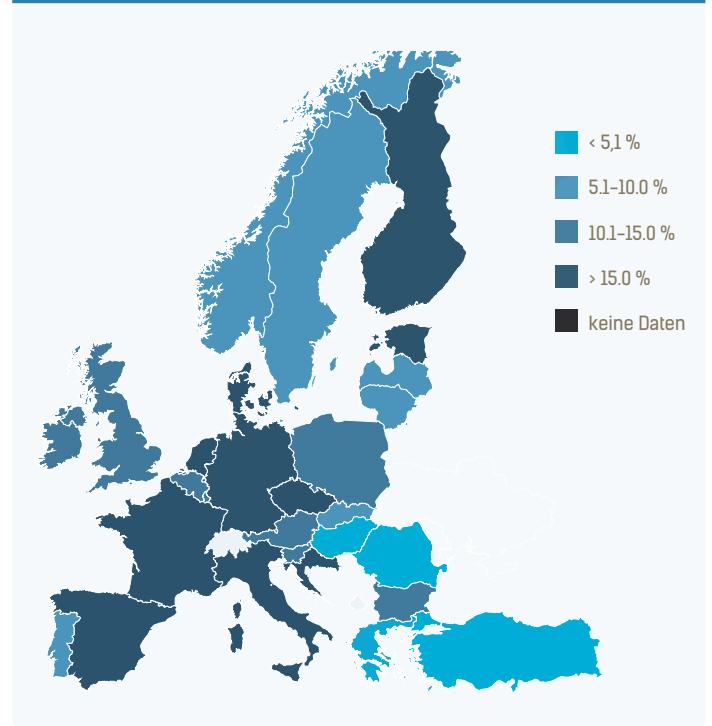 < 5,1 %
5.1–10.0 %
10.1–15.0 %
> 15.0 %
keine Daten